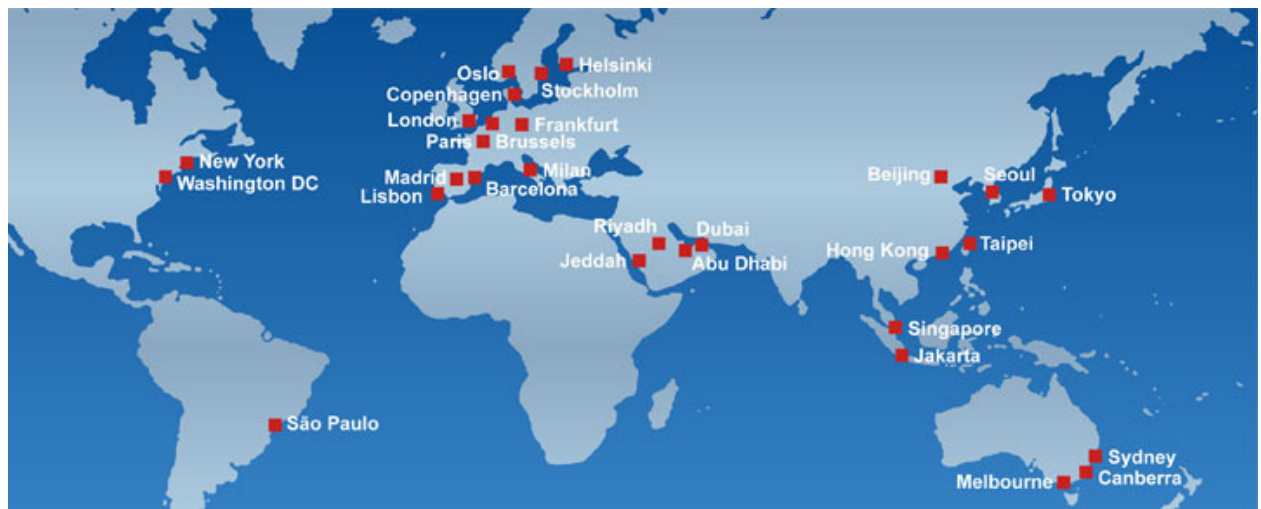 Helsinki
Oslo
Stockholm
Copenhagen
London
Frankfurt
Paris
Brussels
New York
Washington DC
Milan
Madrid
Barcelona
Lisbon
Beijing
Seoul
Tokyo
Riyadh
Dubai
Jeddah
Abu Dhabi
Hong Kong
Taipei
Singapore
Jakarta
São Paulo
Sydney
Canberra
Melbourne